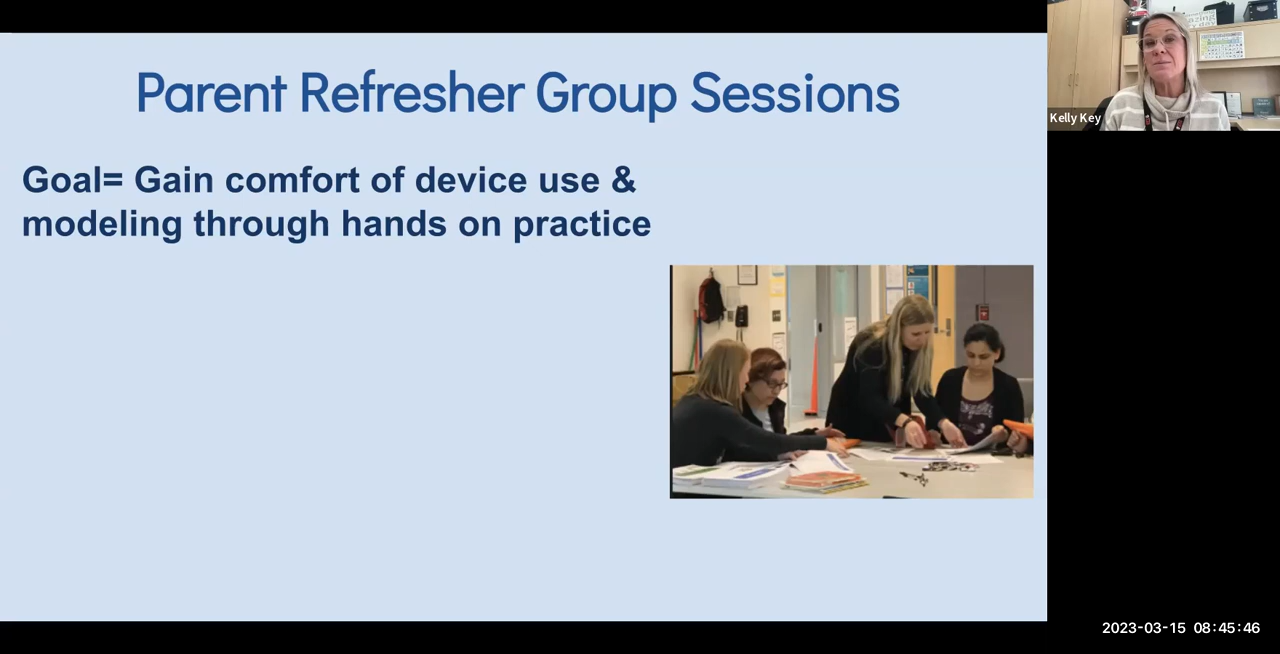 Parent Refresher Group Sessions
Goal= Gain comfort of device use &
modeling through hands on practice
Kelly Key
2023-03-15 08:45:46